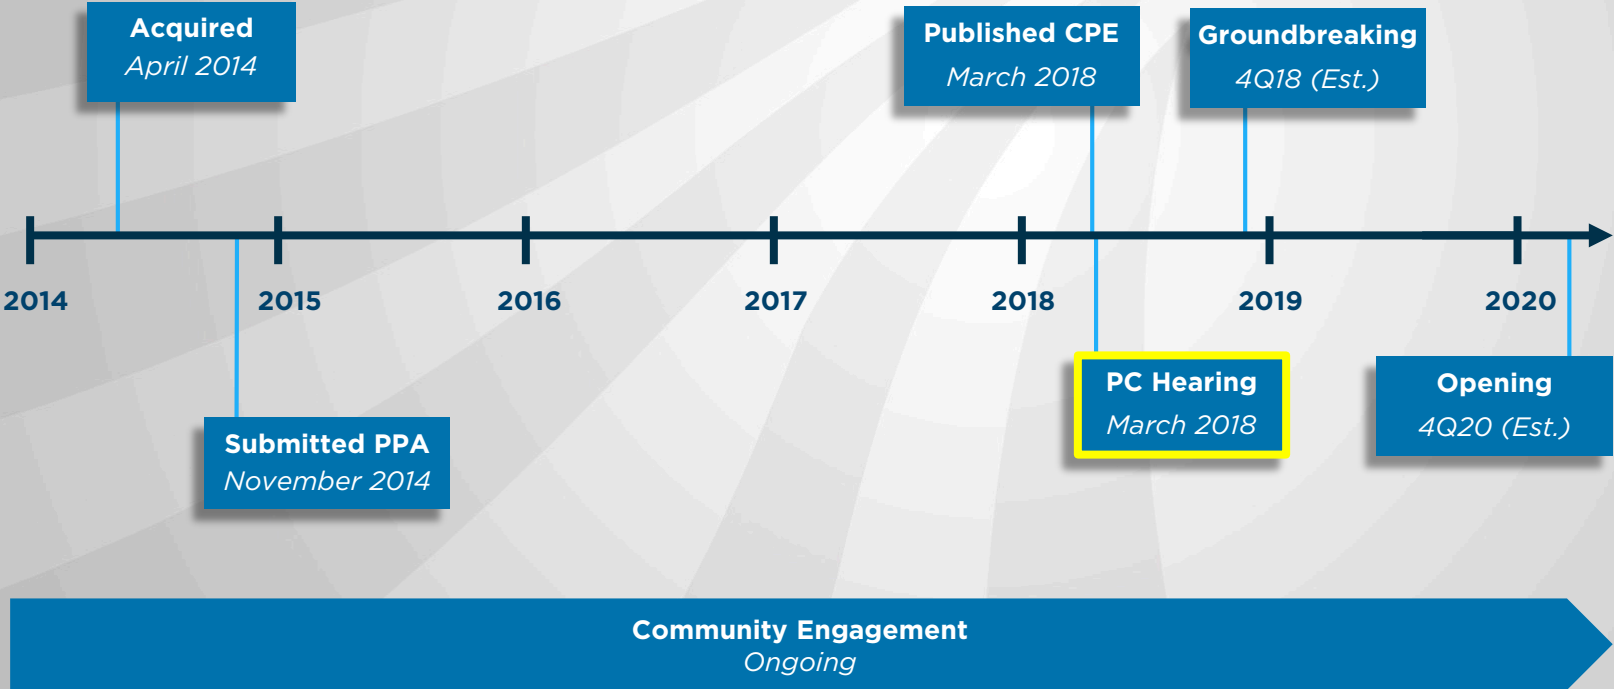 Acquired
April 2014
Published CPE
March 2018
Groundbreaking
4Q18 (Est.)
2014
2015
2016
2017
2018
2019
2020
PC Hearing
March 2018
Opening
4Q20 (Est.)
Submitted PPA
November 2014
Community Engagement
Ongoing